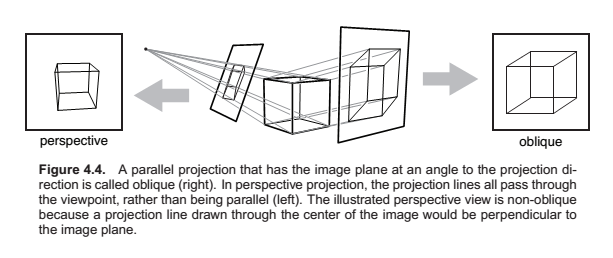 perspective
oblique
Figure 4.4. A parallel projection that has the image plane at an angle to the projection di-
rection is called oblique (right). In perspective projection, the projection lines all pass through
the viewpoint, rather than being parallel (left). The illustrated perspective view is non-oblique
because a projection line drawn through the center of the image would be perpendicular to
the image plane.